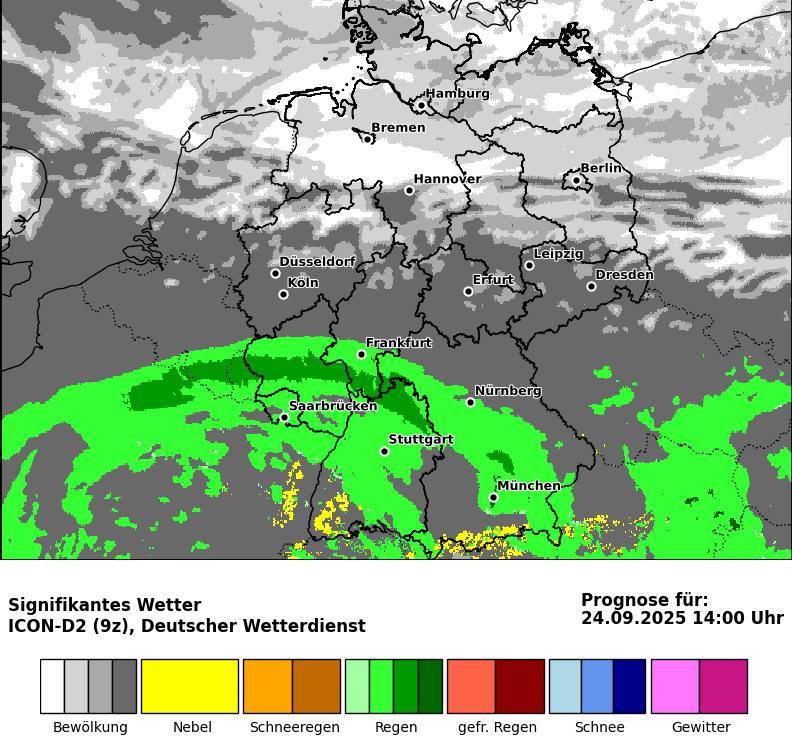 Hamburg
Bremen
Berlin
Hannover
Leipzig
Düsseldorf
Dresden
Köln
Erfurt
Frankfurt
Nürnberg
Saarbrücken
Stuttgart
München
Signifikantes Wetter
ICON-D2 (9z), Deutscher Wetterdienst
Prognose für:
24.09.2025 14:00 Uhr
Bewölkung Nebel Schneeregen Regen gefr. Regen Schnee Gewitter